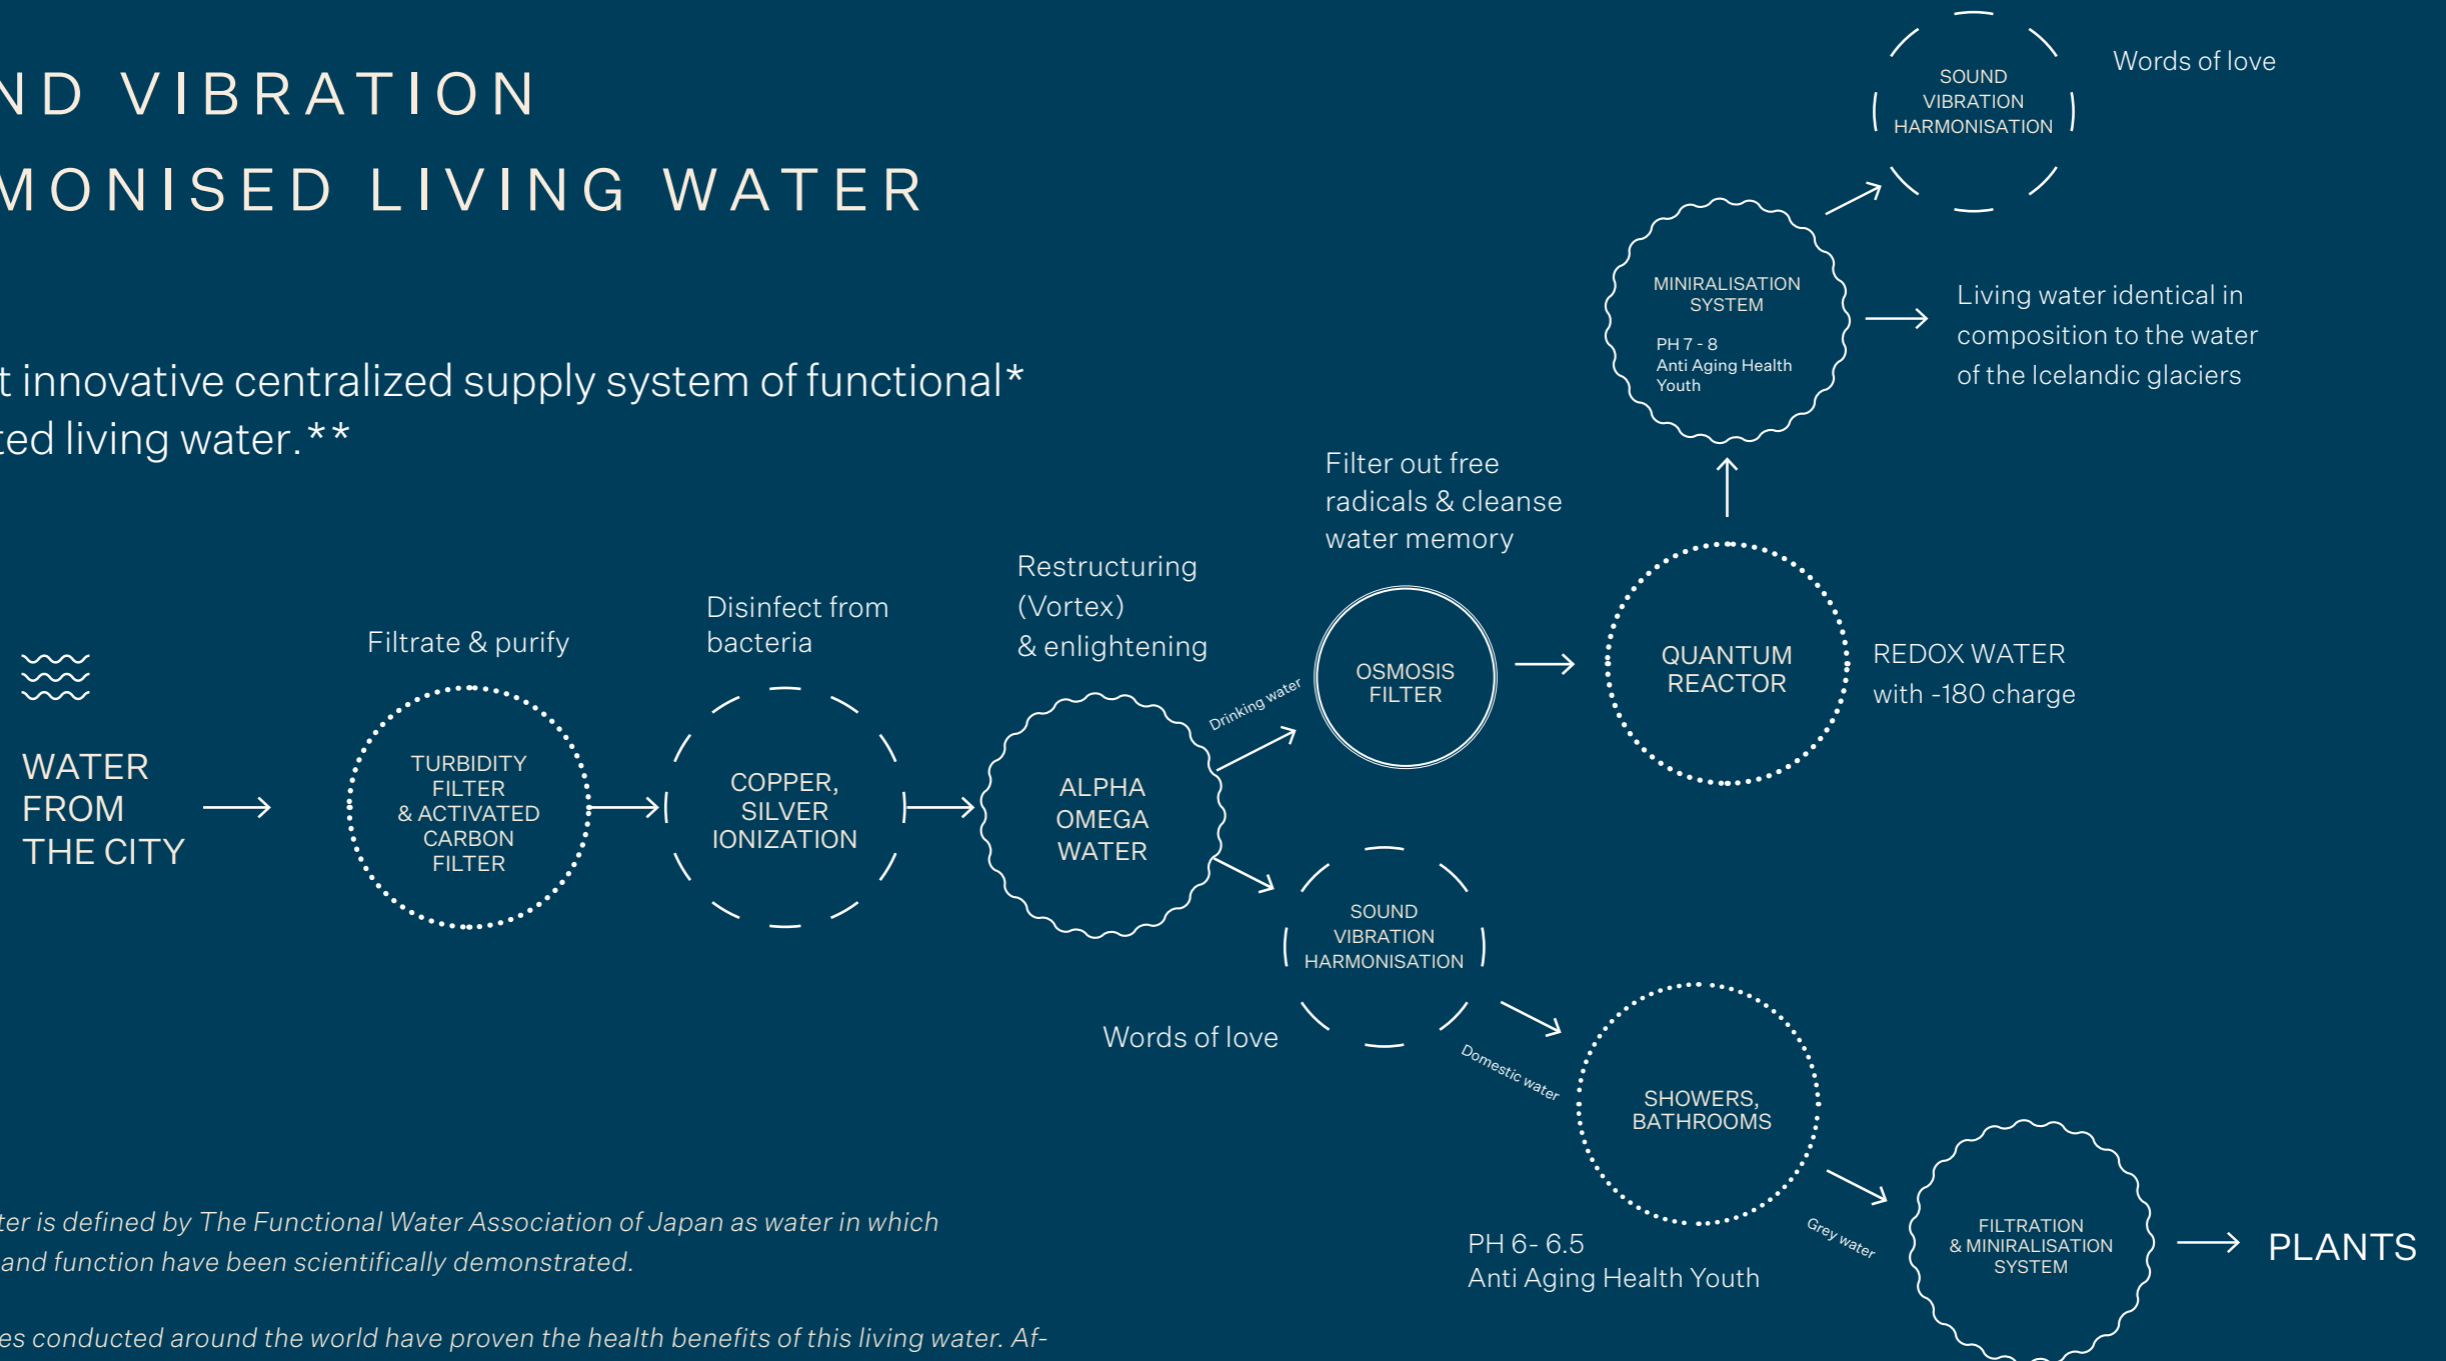 ND VIBRATION
MONISED LIVING WATER
t innovative centralized supply system of functional*
ted living water.**
WATER
FROM
THE CITY
Filtrate & purify
TURBIDITY
FILTER
& ACTIVATED
CARBON
FILTER
Disinfect from
bacteria
COPPER,
SILVER
IONIZATION
Restructuring
(Vortex)
& enlightening
ALPHA
OMEGA
WATER
Drinking water
Filter out free
radicals & cleanse
water memory
OSMOSIS
FILTER
QUANTUM
REACTOR
REDOX WATER
with -180 charge
MINIRALISATION
SYSTEM
PH 7 - 8
Anti Aging Health
Youth
Living water identical in
composition to the water
of the Icelandic glaciers
SOUND
VIBRATION
HARMONISATION
Words of love
SOUND
VIBRATION
HARMONISATION
Words of love
Domestic water
SHOWERS,
BATHROOMS
PH 6- 6.5
Anti Aging Health Youth
Grey water
FILTRATION
& MINIRALISATION
SYSTEM
PLANTS
ter is defined by The Functional Water Association of Japan as water in which
and function have been scientifically demonstrated.
es conducted around the world have proven the health benefits of this living water. Af-